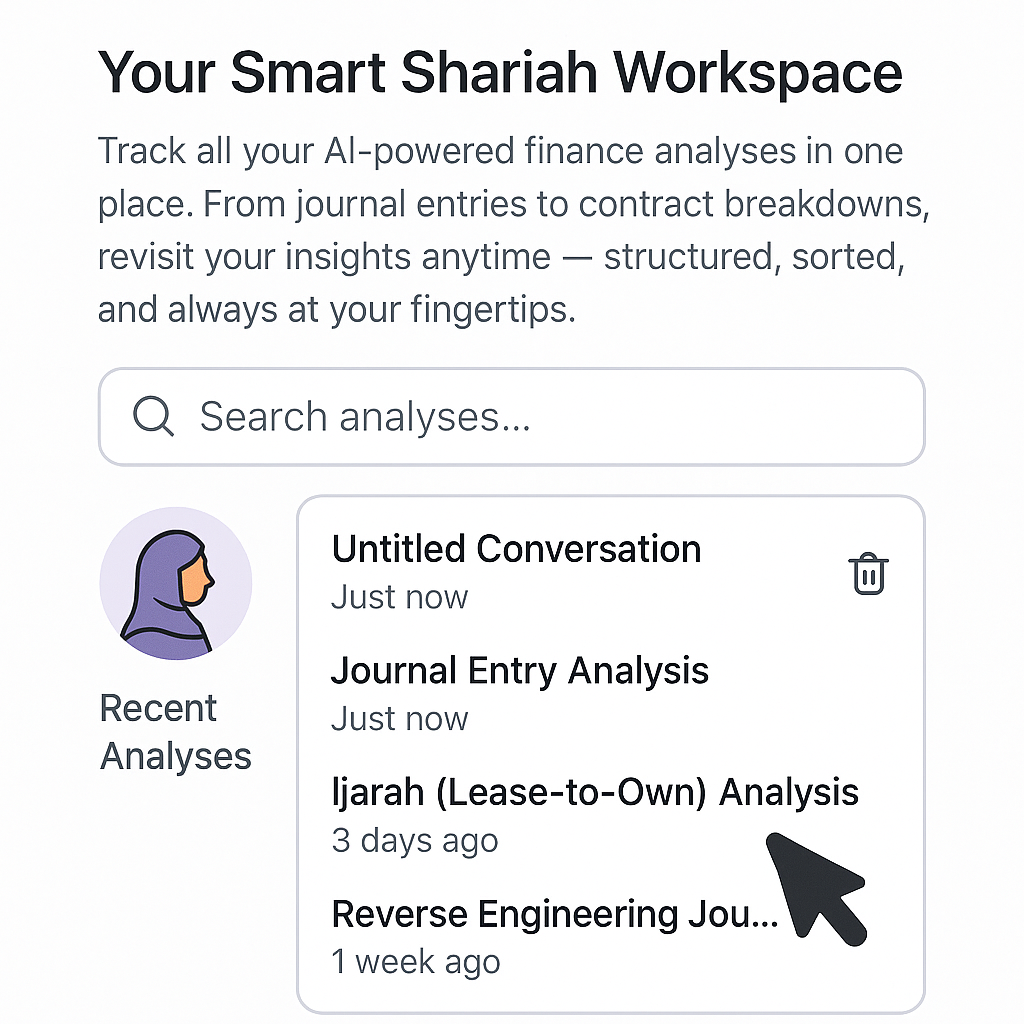 Your Smart Shariah Workspace
Track all your AI-powered finance analyses in one
place. From journal entries to contract breakdowns,
revisit your insights anytime — structured, sorted,
and always at your fingertips.
Search analyses...
Recent
Analyses
Untitled Conversation
Just now
Journal Entry Analysis
Just now
Ijarah (Lease-to-Own) Analysis
3 days ago
Reverse Engineering Jou...
1 week ago